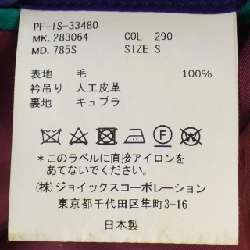 PF-IS-33480
MK. 283064 COL 290
MD. 785S SIZE S
表地 毛 100%
衿吊り 人工皮革
裏地 キュプラ
*このラベルに直接アイロンを
あてないでください。
(株)ジョイックスコーポレーション
東京都千代田区隼町3-16
日本製